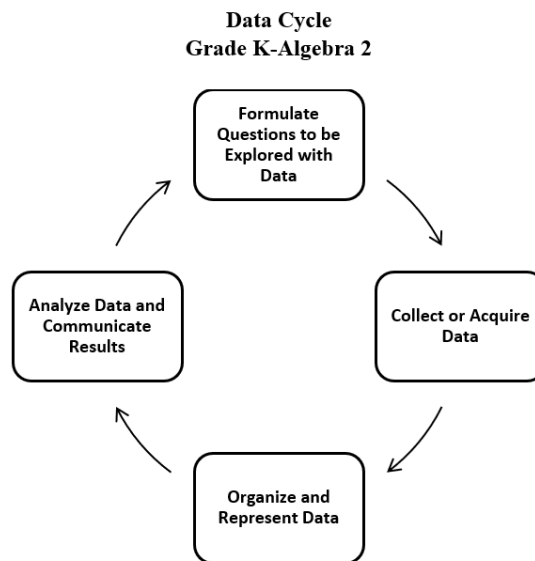 Data Cycle
Grade K-Algebra 2
Formulate
Questions to be
Explored with
Data
Collect or Acquire
Data
Organize and
Represent Data
Analyze Data and
Communicate
Results